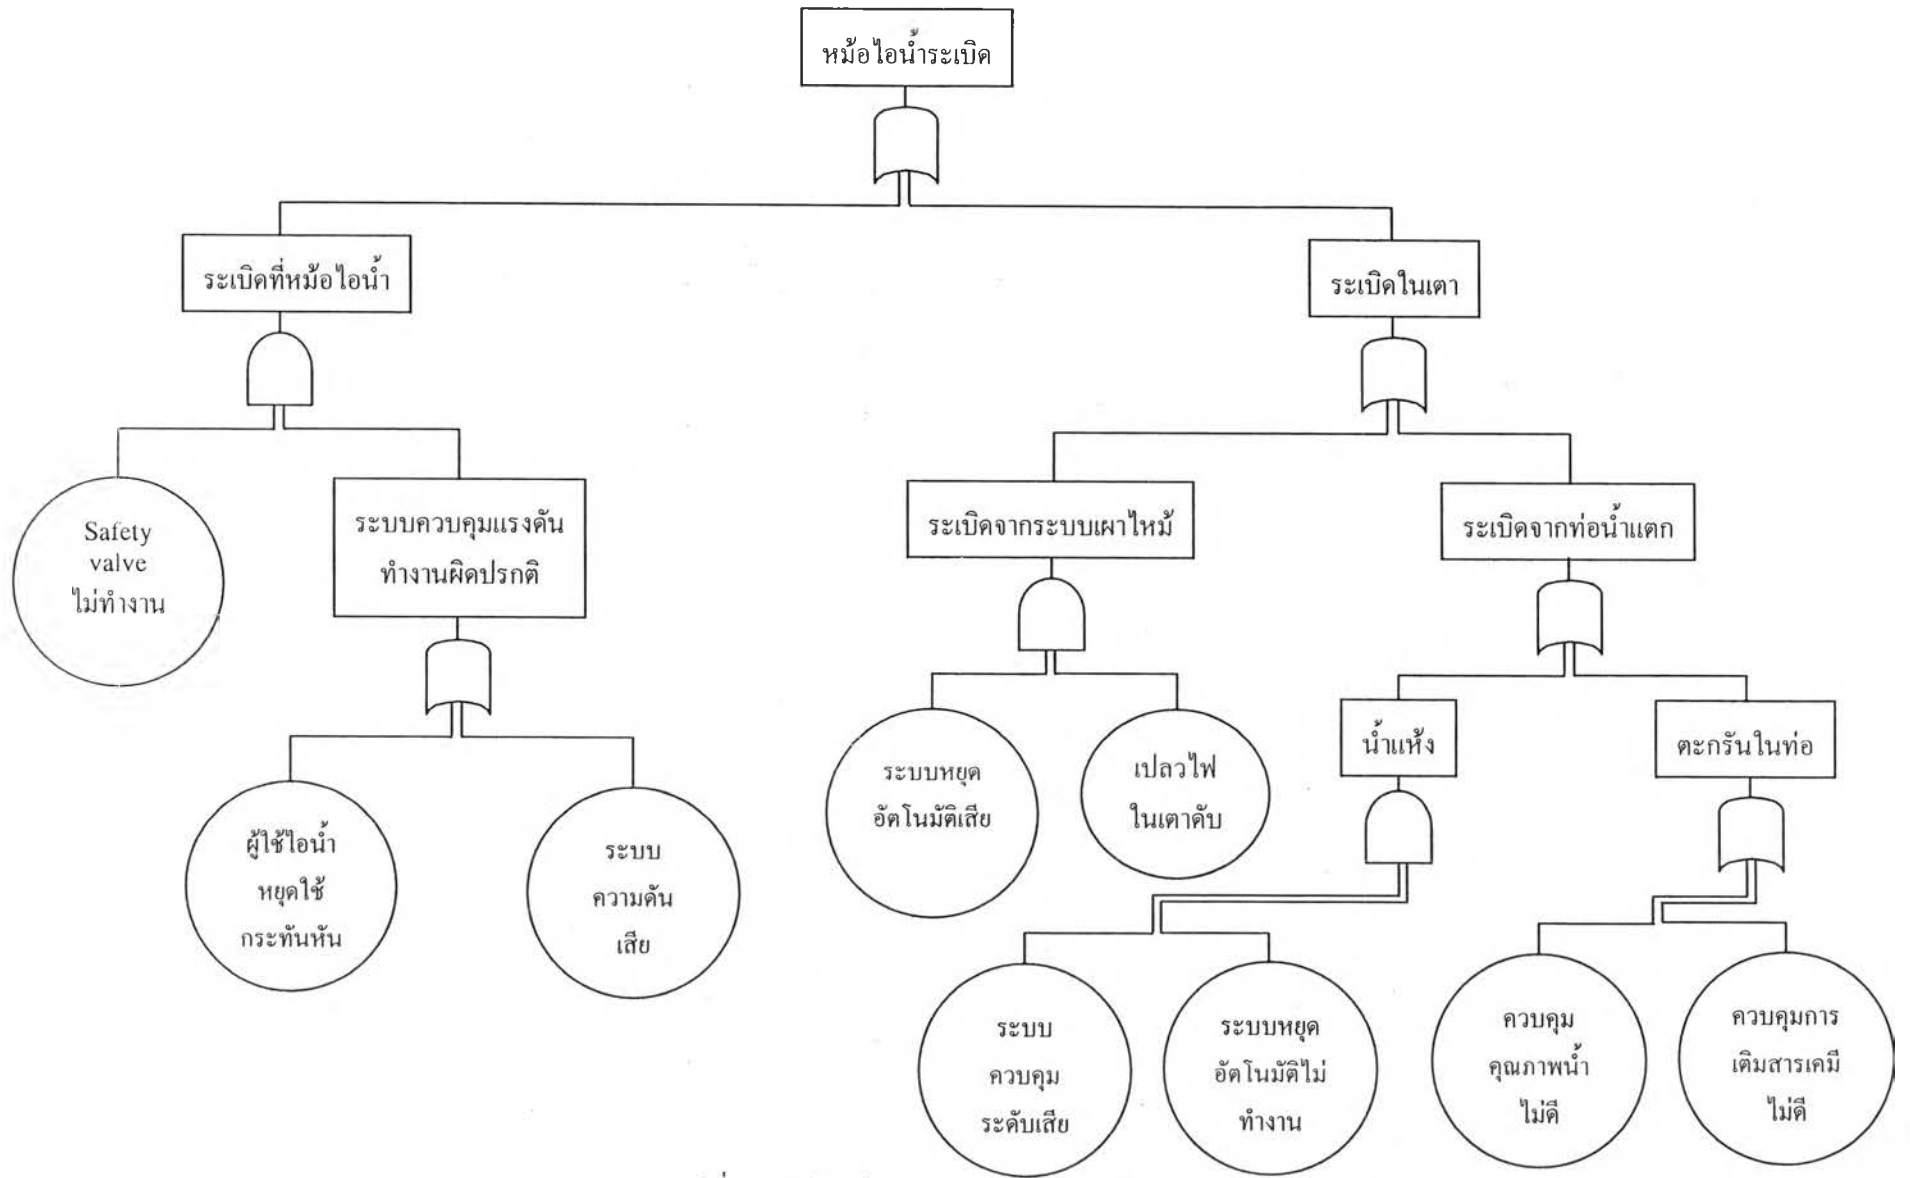 หม้อไอน้ำระเบิด
ระเบิดที่หม้อไอน้ำ
ระเบิดในเตา
Safety
valve
ไม่ทำงาน
ระบบควบคุมแรงดัน
ทำงานผิดปรกติ
ระเบิดจากระบบเผาไหม้
ระเบิดจากท่อน้ำแตก
ผู้ใช้ไอน้ำ
หยุดใช้
กระทันหัน
ระบบ
ความดัน
เสีย
ระบบหยุด
อัตโนมัติเสีย
เปลวไฟ
ในเตาดับ
น้ำแห้ง
ตะกรันในท่อ
ระบบ
ควบคุม
ระดับเสีย
ระบบหยุด
อัตโนมัติไม่
ทำงาน
ควบคุม
คุณภาพน้ำ
ไม่ดี
ควบคุมการ
เติมสารเคมี
ไม่ดี